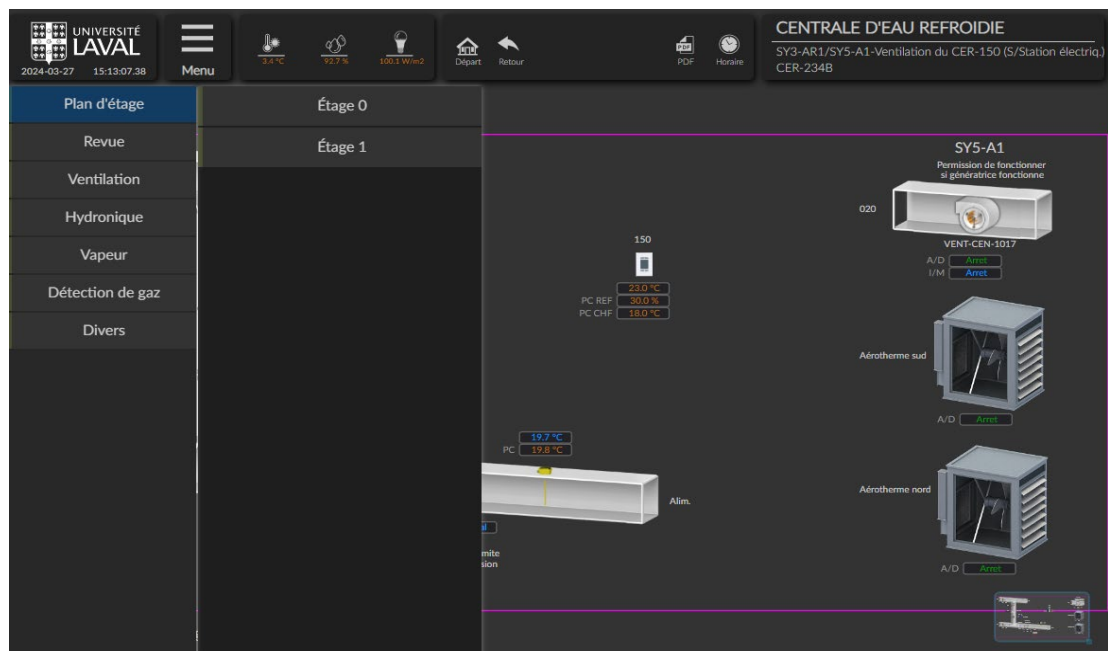 UNIVERSITÉ
LAVAL
2024-03-27 15:13:07.38
Menu
3.4 °C
92.7 %
100.1 W/m2
Départ
Retour
PDF
PDF
Horaire
CENTRALE D'EAU REFROIDIE
SY3-AR1/SY5-A1-Ventilation du CER-150 (S/Station électriq.)
CER-234B
Plan d'étage
Revue
Ventilation
Hydronique
Vapeur
Détection de gaz
Divers
Étage 0
Étage 1
150
23.0 °C
PC REF 30.0 %
PC CHF 18.0 °C
19.7 °C
PC 19.8 °C
Alim.
mite
sion
SY5-A1
Permission de fonctionner
si génératrice fonctionne
020
VENT-CEN-1017
A/D Arret
I/M Arret
Aérotherme sud
A/D Arret
Aérotherme nord
A/D Arret